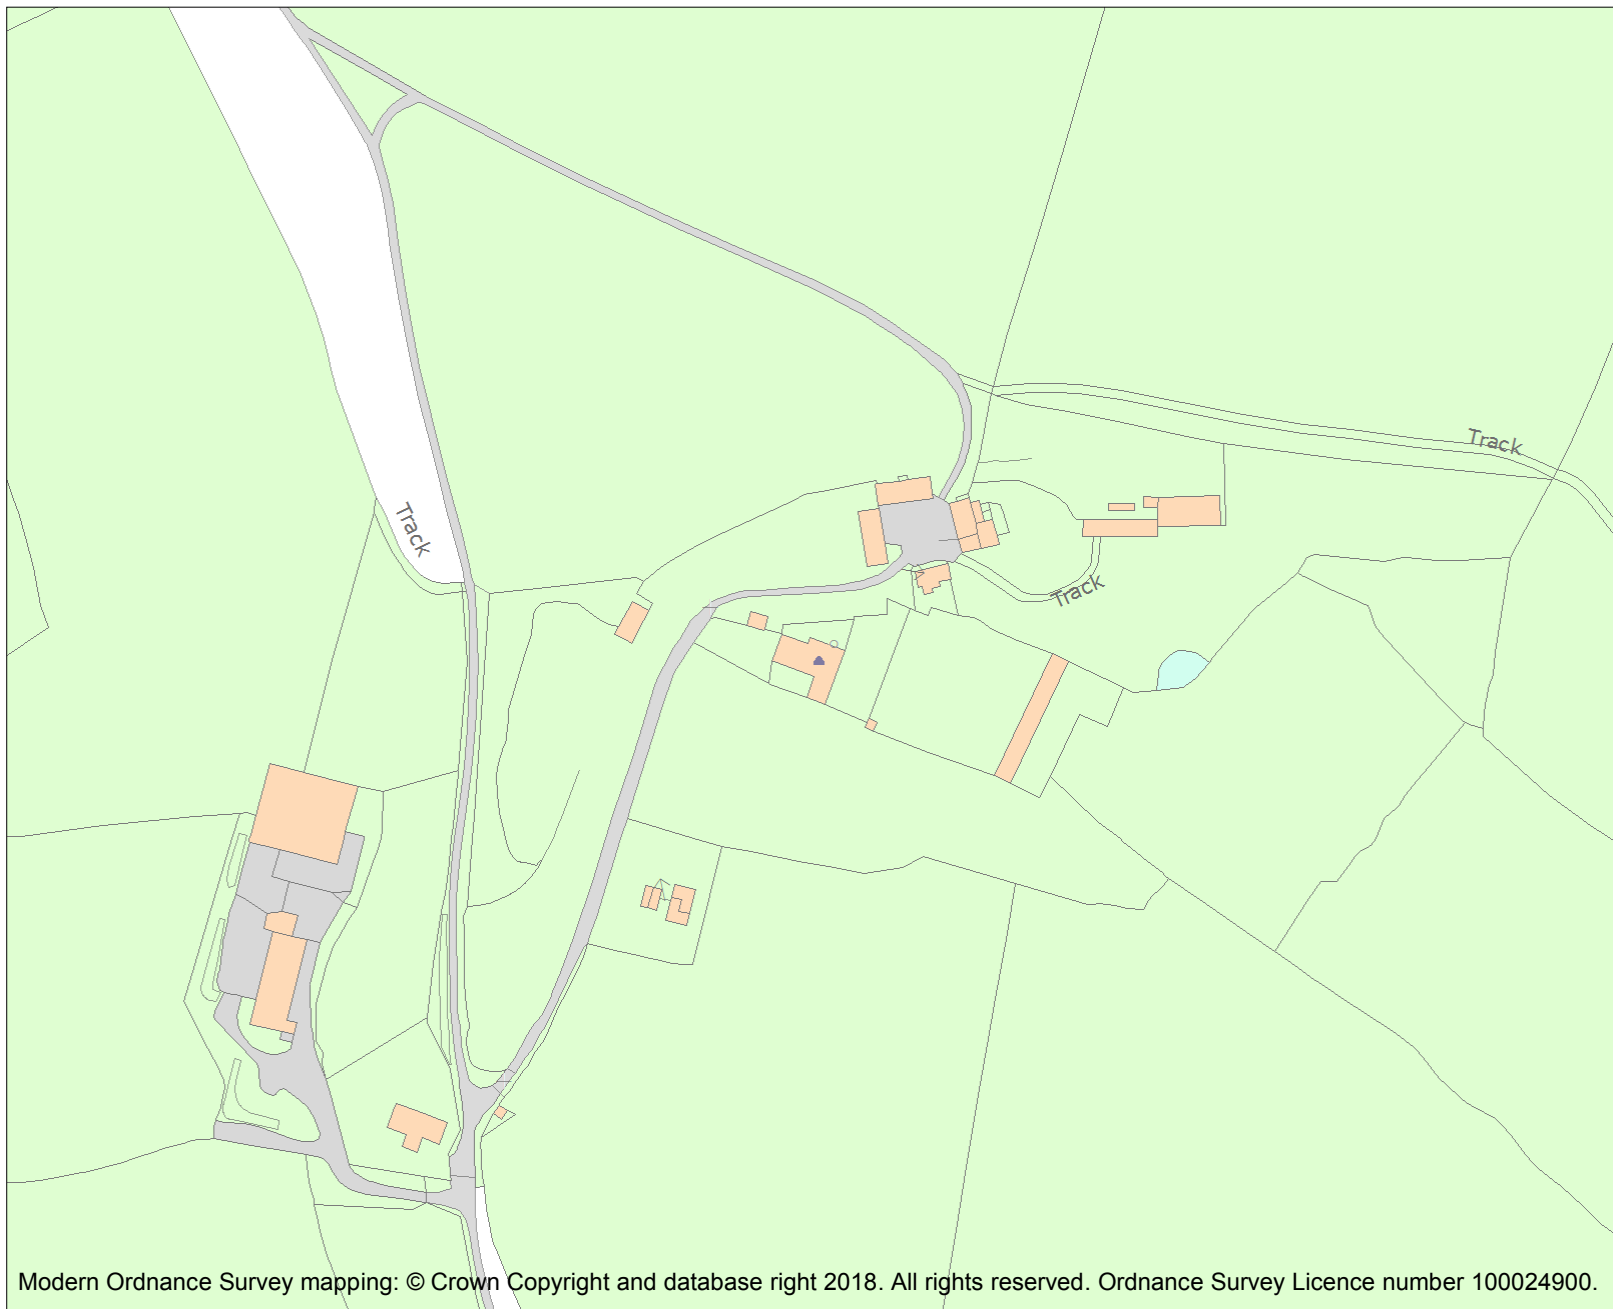 Track
Track
Track
Modern Ordnance Survey mapping: © Crown Copyright and database right 2018. All rights reserved. Ordnance Survey Licence number 100024900.